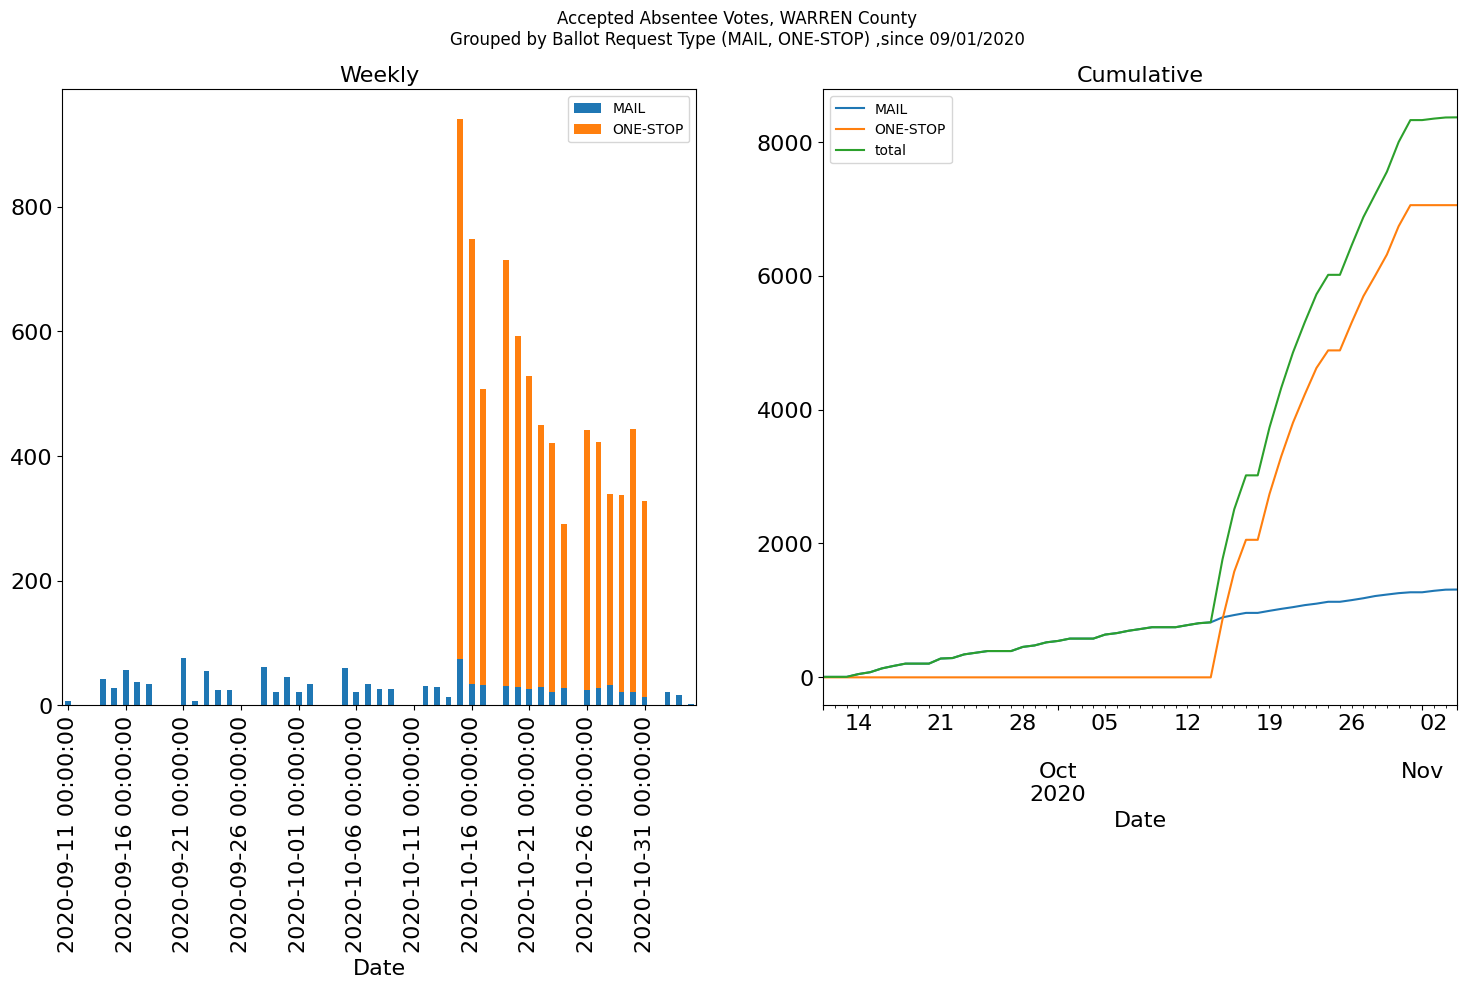 Accepted Absentee Votes, WARREN County
Grouped by Ballot Request Type (MAIL, ONE-STOP) ,since 09/01/2020
Weekly
MAIL
ONE-STOP
800
600
400
200
0
2020-09-11 00:00:00
2020-09-16 00:00:00
2020-09-21 00:00:00
2020-09-26 00:00:00
2020-10-01 00:00:00
2020-10-06 00:00:00
2020-10-11 00:00:00
2020-10-16 00:00:00
2020-10-21 00:00:00
2020-10-26 00:00:00
2020-10-31 00:00:00
Date
Cumulative
MAIL
ONE-STOP
total
8000
6000
4000
2000
0
14 21 28 05 12 19 26 02
Oct Nov
2020
Date